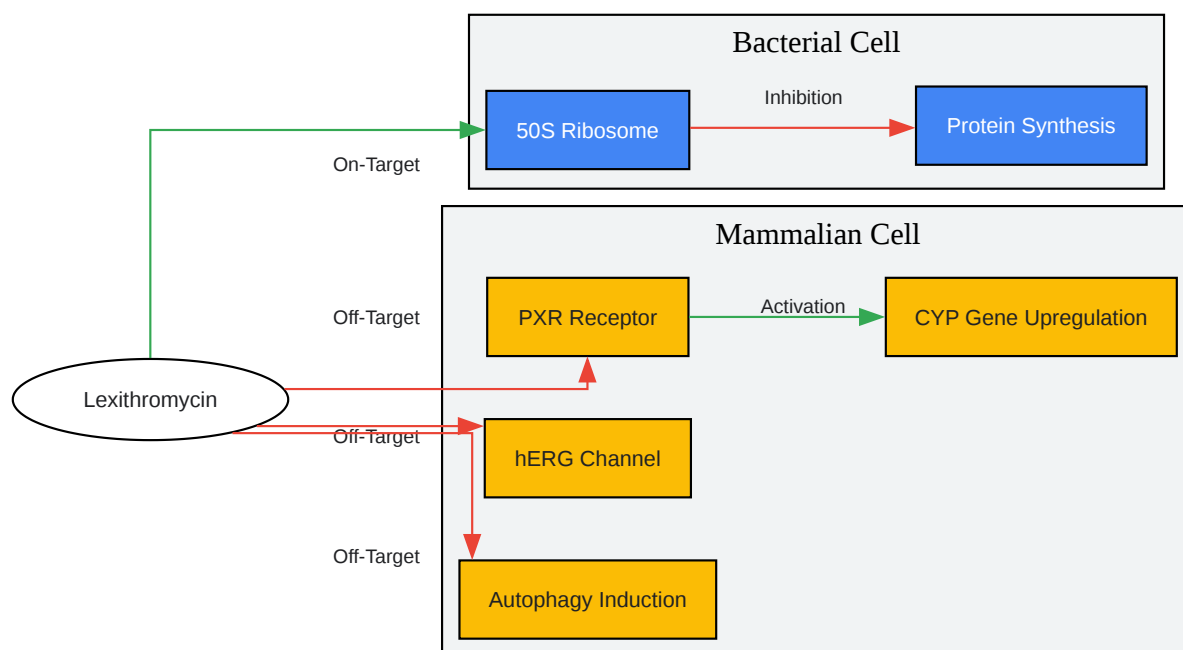 Bacterial Cell
50S Ribosome
Inhibition
Protein Synthesis
On-Target
Mammalian Cell
Off-Target
PXR Receptor
Activation
CYP Gene Upregulation
Lexithromycin
Off-Target
hERG Channel
Off-Target
Autophagy Induction